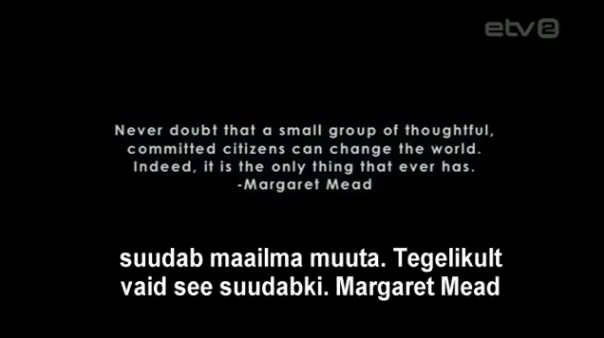 etv2
Never doubt that a small group of thoughtful,
committed citizens can change the world.
Indeed, it is the only thing that ever has.
-Margaret Mead
suudab maailma muuta. Tegelikult
vaid see suudabki. Margaret Mead